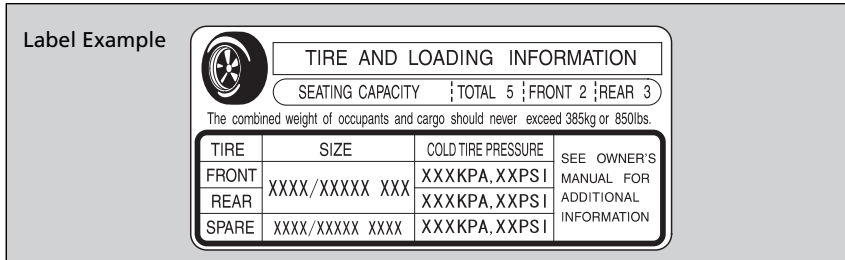 Label Example
TIRE AND LOADING INFORMATION
SEATING CAPACITY TOTAL 5 FRONT 2 REAR 3
The combined weight of occupants and cargo should never exceed 385kg or 850lbs.
TIRE SIZE COLD TIRE PRESSURE
FRONT XXXX/XXXXX XXX XXXKPA,XXPSI
REAR XXXKPA,XXPSI
SPARE XXXX/XXXXX XXXX XXXKPA,XXPSI
SEE OWNER'S
MANUAL FOR
ADDITIONAL
INFORMATION